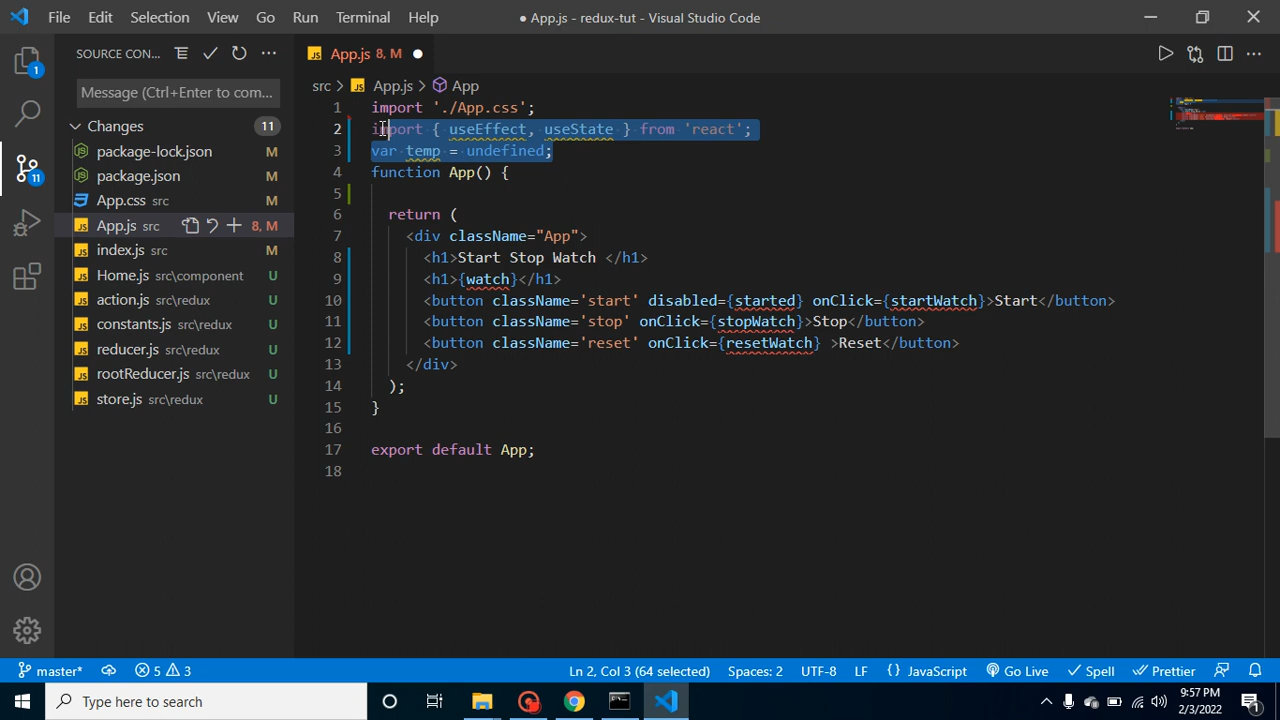 File Edit Selection View Go Run Terminal Help
● App.js - redux-tut - Visual Studio Code
SOURCE CON...
App.js 8, M
1
Message (Ctrl+Enter to com...
src > App.js > App
Changes 11
package-lock.json M
package.json M
App.css src M
App.js src 8, M
index.js src M
Home.js src\component U
action.js src\redux U
constants.js src\redux U
reducer.js src\redux U
rootReducer.js src\redux U
store.js src\redux U
11
1 import './App.css';
2 import { useEffect, useState } from 'react';
3 var temp = undefined;
4 function App() {
5
6 return (
7 <div className="App">
8 <h1>Start Stop Watch </h1>
9 <h1>{watch}</h1>
10 <button className='start' disabled={started} onClick={startWatch}>Start</button>
11 <button className='stop' onClick={stopWatch}>Stop</button>
12 <button className='reset' onClick={resetWatch} >Reset</button>
13 </div>
14 );
15 }
16
17 export default App;
18
master* 5 3 Ln 2, Col 3 (64 selected) Spaces: 2 UTF-8 LF {} JavaScript Go Live Spell Prettier
Type here to search
9:57 PM
2/3/2022
1